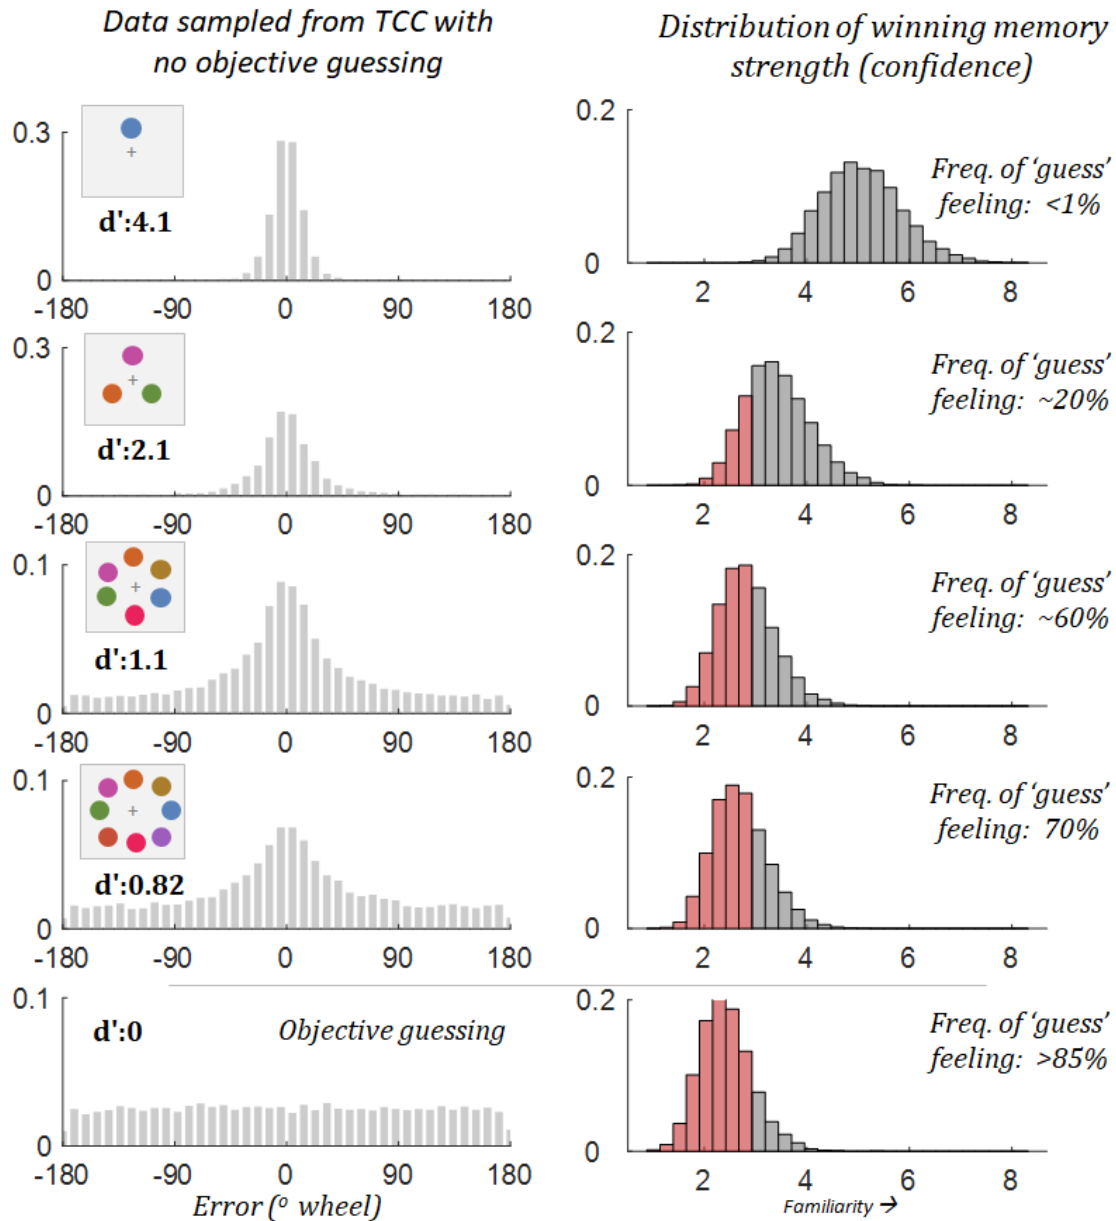 Data sampled from TCC with
no objective guessing
Distribution of winning memory
strength (confidence)
0.3
0
+
d':4.1
-180 -90 0 90 180
0.2
0
2 4 6 8
Freq. of 'guess'
feeling: <1%
0.3
0
+
d':2.1
-180 -90 0 90 180
0.2
0
2 4 6 8
Freq. of 'guess'
feeling: ~20%
0.1
0
+
d':1.1
-180 -90 0 90 180
0.2
0
2 4 6 8
Freq. of 'guess'
feeling: ~60%
0.1
0
+
d':0.82
-180 -90 0 90 180
0.2
0
2 4 6 8
Freq. of 'guess'
feeling: 70%
0.1
0
d':0
Objective guessing
-180 -90 0 90 180
Error (º wheel)
0.2
0
2 4 6 8
Freq. of 'guess'
feeling: >85%
Familiarity →